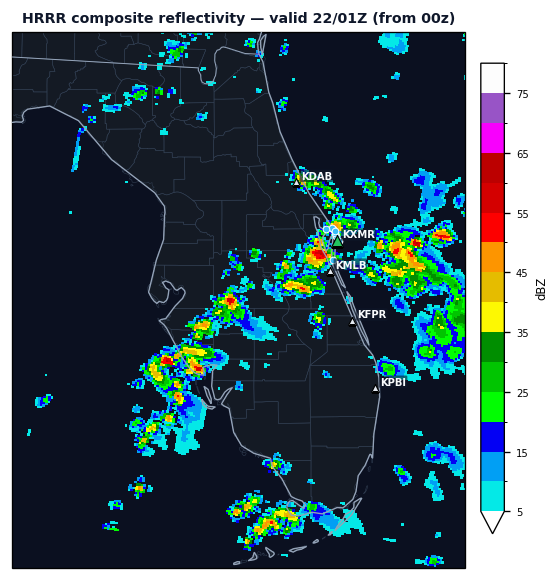 HRRR composite reflectivity — valid 22/01Z (from 00z)
KDAB
KXMR
KMLB
KFPR
KPBI
75
65
55
45
35
25
15
5
dBZ